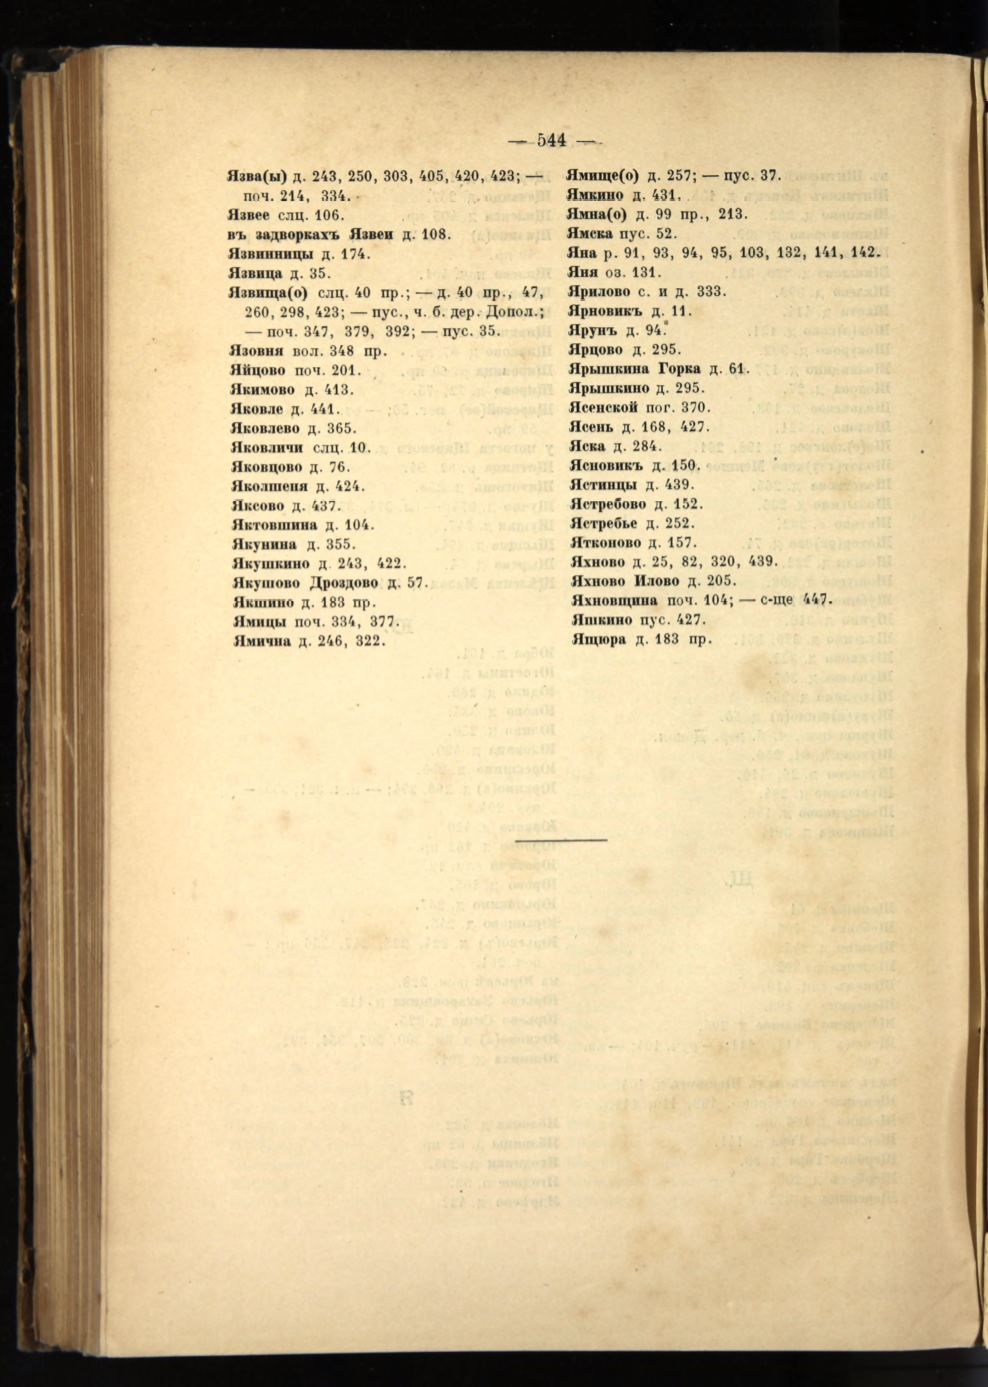 — 544 —
Язва(ы) д. 243, 250, 303, 405, 420, 423; —
поч. 214, 334.
Язвее слц. 106.
въ задворкахъ Язвеи д. 108.
Язвинницы д. 174.
Язвица д. 35.
Язвища(о) слц. 40 пр.; — д. 40 пр., 47,
260, 298, 423; — пус., ч. б. дер. Допол.;
— поч. 347, 379, 392; — пус. 35.
Язовня вол. 348 пр.
Яйцово поч. 201.
Якимово д. 413.
Яковле д. 441.
Яковлево д. 365.
Яковличи слц. 10.
Яковцово д. 76.
Яколшеня д. 424.
Яксово д. 437.
Яктовшина д. 104.
Якунина д. 355.
Якушкино д. 243, 422.
Якушово Дроздово д. 57.
Якшино д. 183 пр.
Ямицы поч. 334, 377.
Ямична д. 246, 322.
Ямище(о) д. 257; — пус. 37.
Ямкино д. 431.
Ямна(о) д. 99 пр., 213.
Ямска пус. 52.
Яна р. 91, 93, 94, 95, 103, 132, 141, 142.
Яня оз. 131.
Ярилово с. и д. 333.
Ярновикъ д. 11.
Ярунъ д. 94.
Ярцово д. 295.
Ярышкина Горка д. 61.
Ярышкино д. 295.
Ясенской пог. 370.
Ясень д. 168, 427.
Яска д. 284.
Ясновикъ д. 150.
Ястинцы д. 439.
Ястребово д. 152.
Ястребье д. 252.
Ятконово д. 157.
Яхново д. 25, 82, 320, 439.
Яхново Илово д. 205.
Яхновщина поч. 104; — с-ще 447.
Яшкино пус. 427.
Ящюра д. 183 пр.